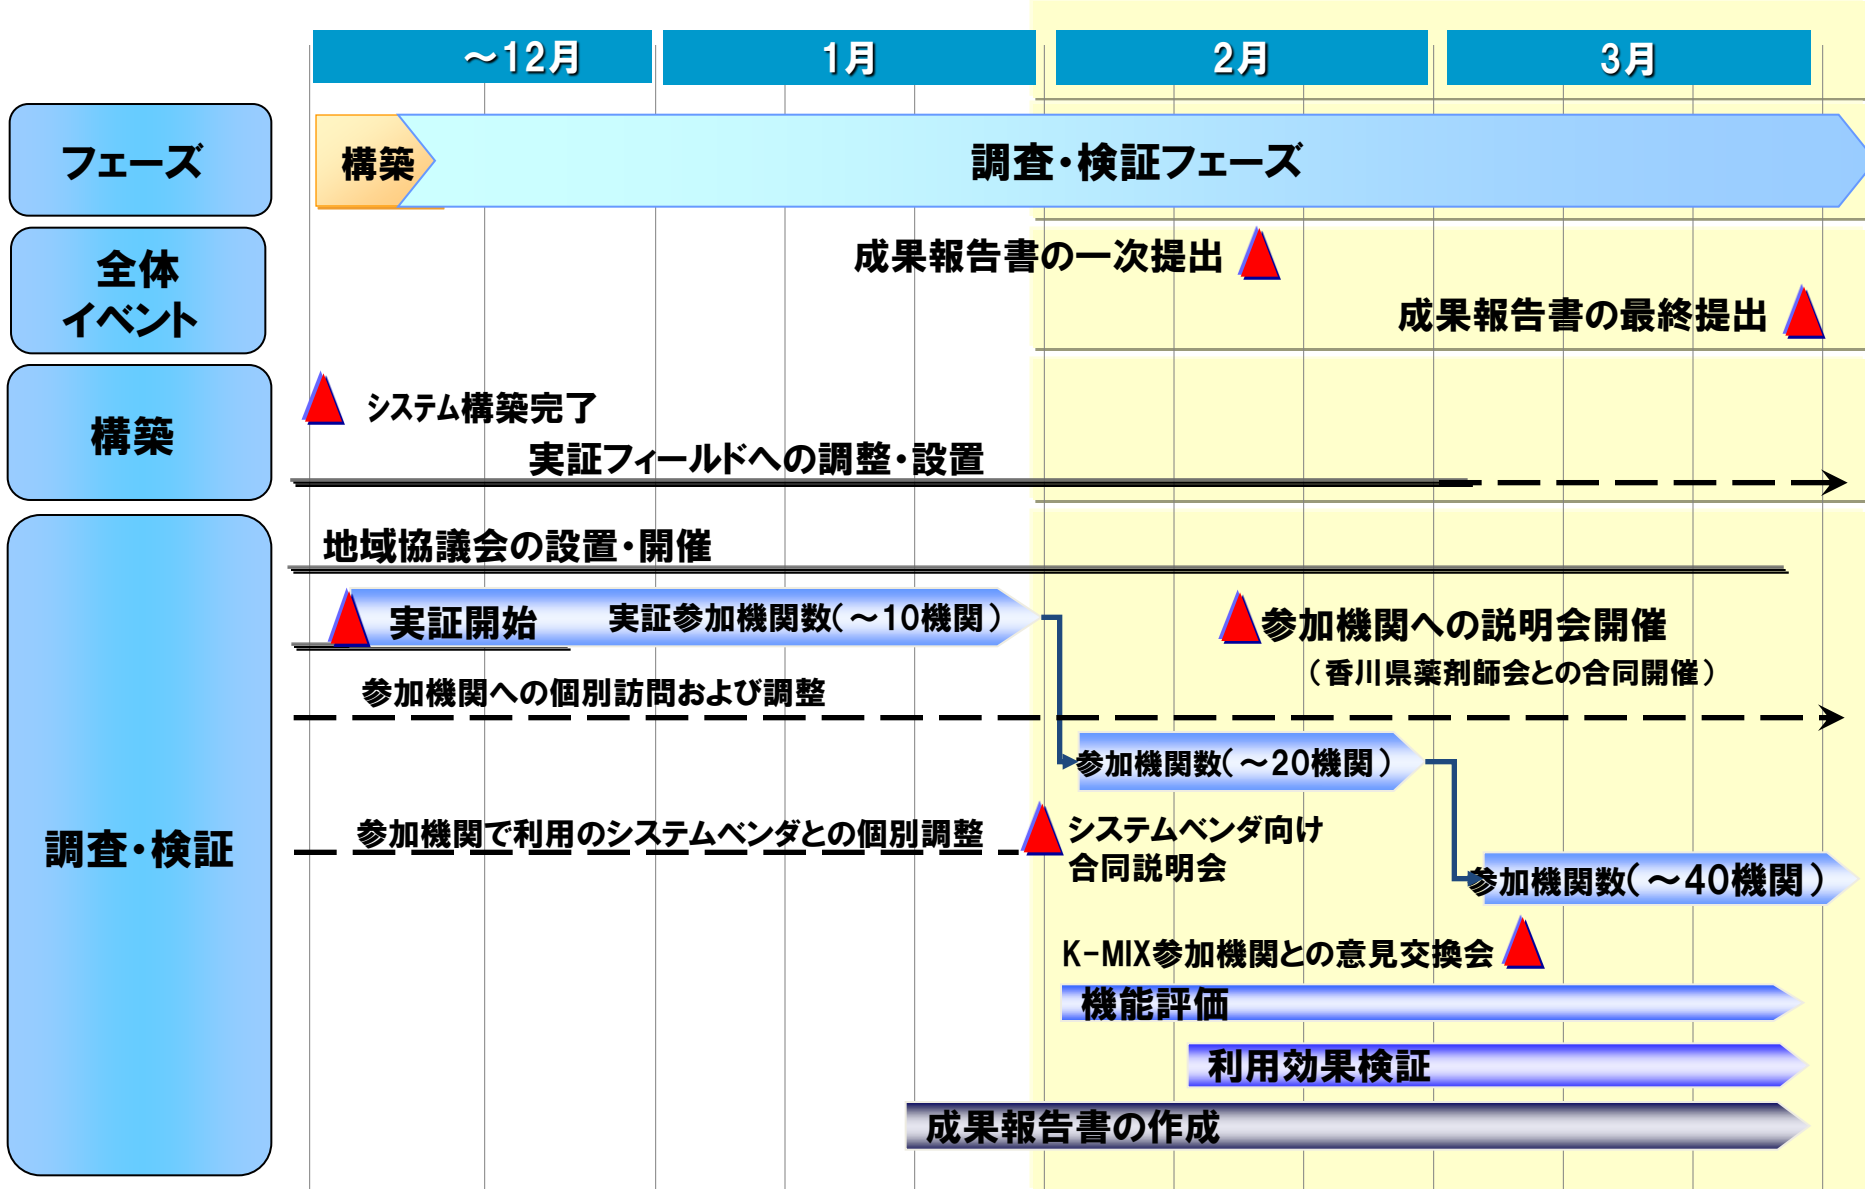 ～12月
1月
2月
3月
フェーズ
構築
調査・検証フェーズ
全体
イベント
成果報告書の一次提出
成果報告書の最終提出
構築
システム構築完了
実証フィールドへの調整・設置
調査・検証
地域協議会の設置・開催
実証開始
実証参加機関数（～10機関）
参加機関への説明会開催
（香川県薬剤師会との合同開催）
参加機関への個別訪問および調整
参加機関数（～20機関）
参加機関で利用のシステムベンダとの個別調整
システムベンダ向け
合同説明会
参加機関数（～40機関）
K-MIX参加機関との意見交換会
機能評価
利用効果検証
成果報告書の作成